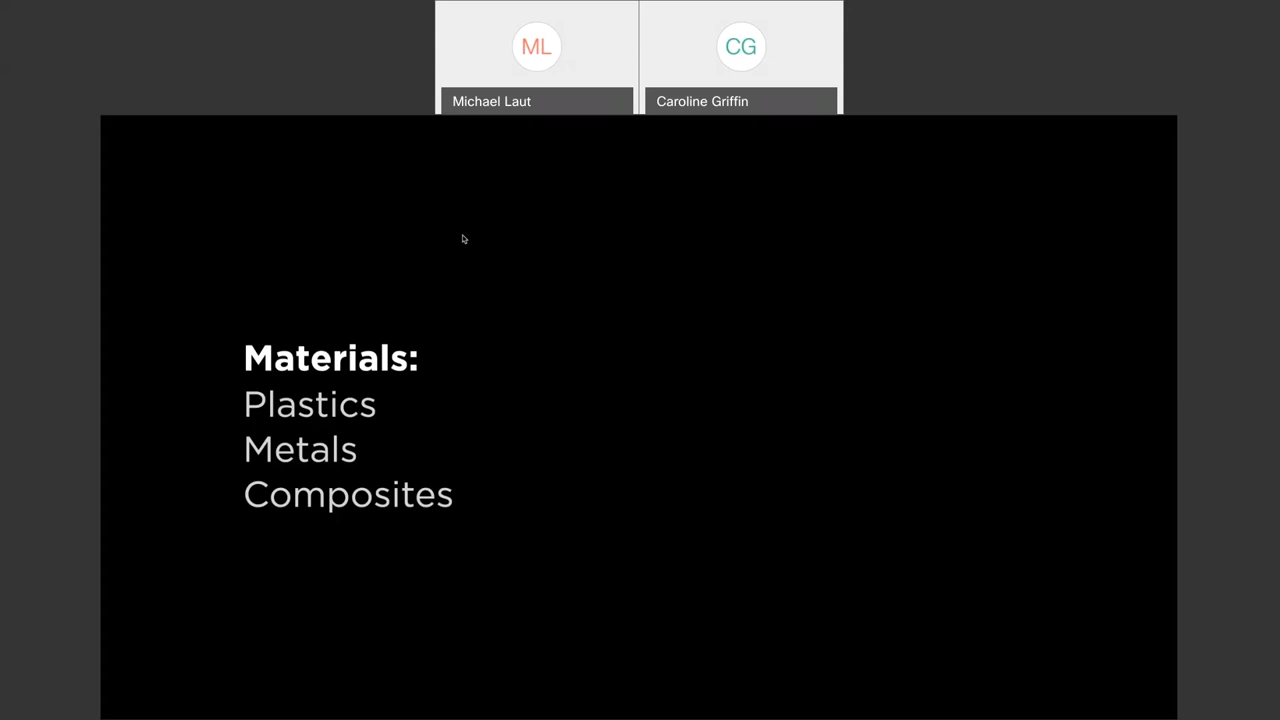 ML
CG
Michael Laut
Caroline Griffin
Materials:
Plastics
Metals
Composites